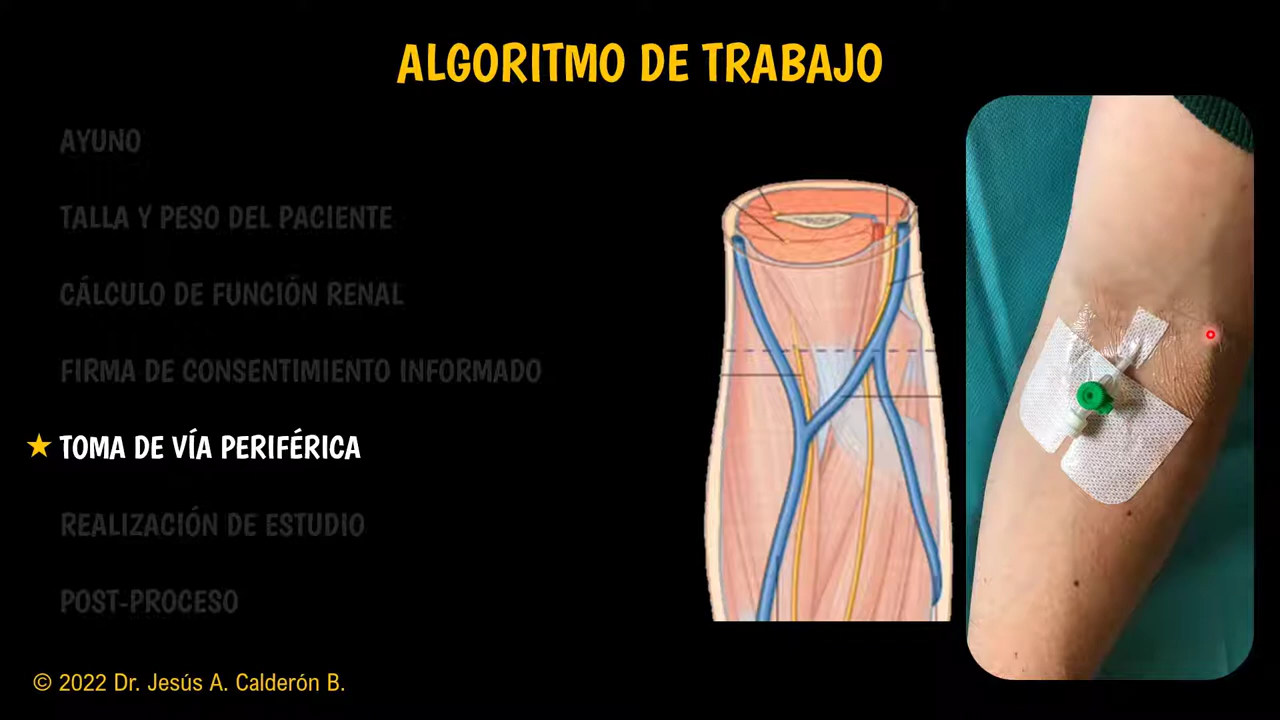 ALGORITMO DE TRABAJO
AYUNO
TALLA Y PESO DEL PACIENTE
CÁLCULO DE FUNCIÓN RENAL
FIRMA DE CONSENTIMIENTO INFORMADO
TOMA DE VÍA PERIFÉRICA
REALIZACIÓN DE ESTUDIO
POST-PROCESO
© 2022 Dr. Jesús A. Calderón B.